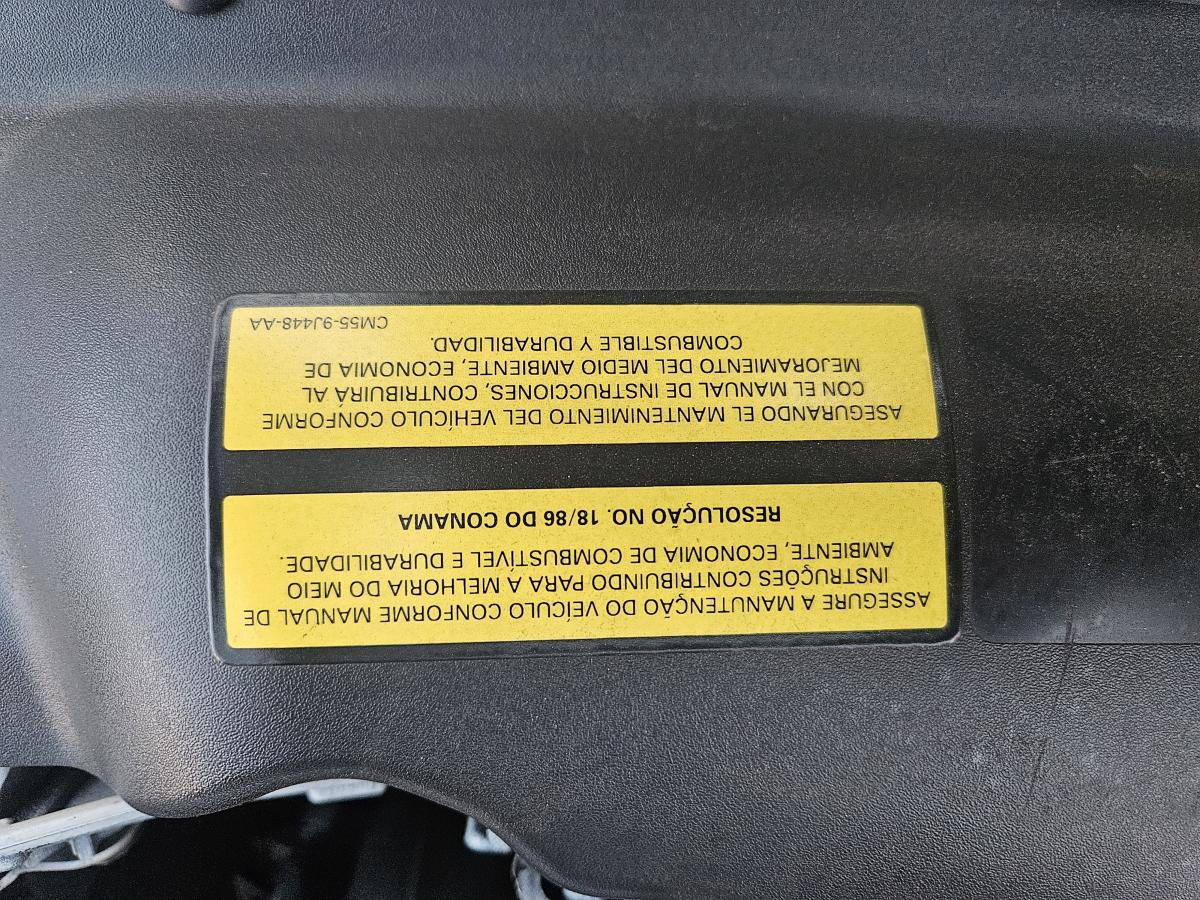 ASSEGURE A MANUTENÇÃO DO VEÍCULO CONFORME MANUAL DE
INSTRUÇÕES CONTRIBUINDO PARA A MELHORIA DO MEIO
AMBIENTE, ECONOMIA DE COMBUSTÍVEL E DURABILIDADE.
RESOLUÇÃO NO. 18/86 DO CONAMA
ASEGURANDO EL MANTENIMIENTO DEL VEHÍCULO CONFORME
CON EL MANUAL DE INSTRUCCIONES, CONTRIBUIRÁ AL
MEJORAMIENTO DEL MEDIO AMBIENTE, ECONOMIA DE
COMBUSTIBLE Y DURABILIDAD.
CM55-9J448-AA